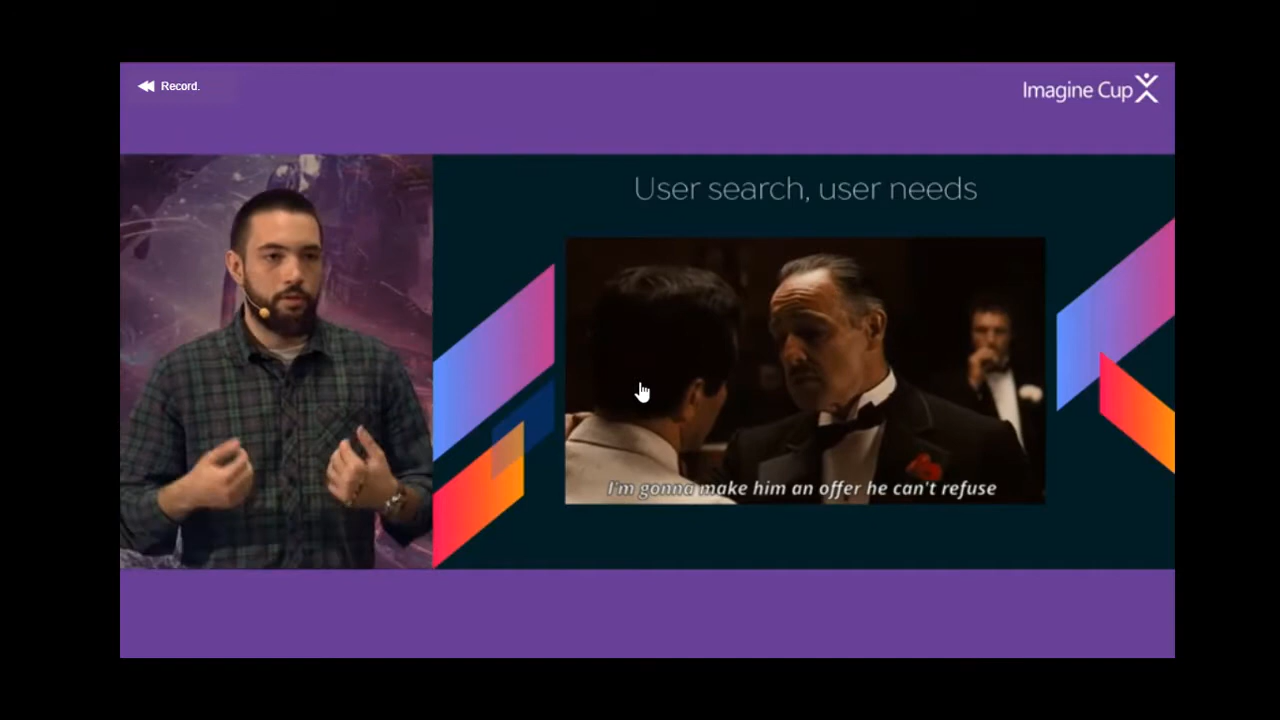 Record.
Imagine Cup
User search, user needs
I'm gonna make him an offer he can't refuse